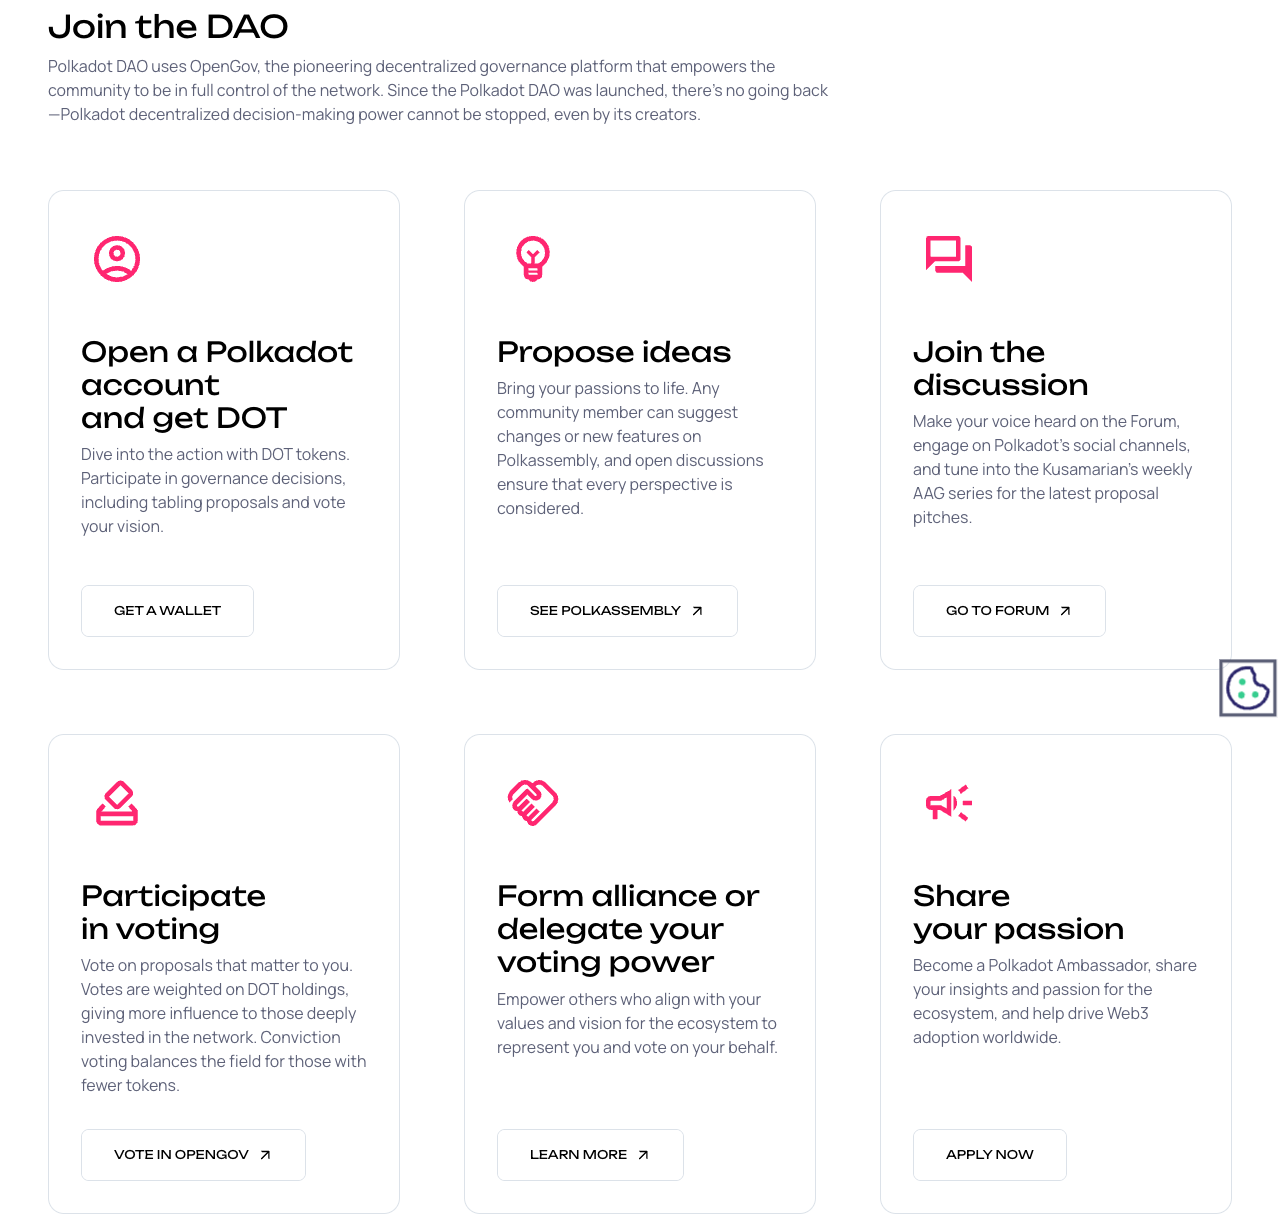 Join the DAO
Polkadot DAO uses OpenGov, the pioneering decentralized governance platform that empowers the
community to be in full control of the network. Since the Polkadot DAO was launched, there’s no going back
—Polkadot decentralized decision-making power cannot be stopped, even by its creators.
Open a Polkadot
account
and get DOT
Dive into the action with DOT tokens.
Participate in governance decisions,
including tabling proposals and vote
your vision.
GET A WALLET
Propose ideas
Bring your passions to life. Any
community member can suggest
changes or new features on
Polkassembly, and open discussions
ensure that every perspective is
considered.
SEE POLKASSEMBLY
Join the
discussion
Make your voice heard on the Forum,
engage on Polkadot’s social channels,
and tune into the Kusamarian’s weekly
AAG series for the latest proposal
pitches.
GO TO FORUM
Participate
in voting
Vote on proposals that matter to you.
Votes are weighted on DOT holdings,
giving more influence to those deeply
invested in the network. Conviction
voting balances the field for those with
fewer tokens.
VOTE IN OPENGOV
Form alliance or
delegate your
voting power
Empower others who align with your
values and vision for the ecosystem to
represent you and vote on your behalf.
LEARN MORE
Share
your passion
Become a Polkadot Ambassador, share
your insights and passion for the
ecosystem, and help drive Web3
adoption worldwide.
APPLY NOW